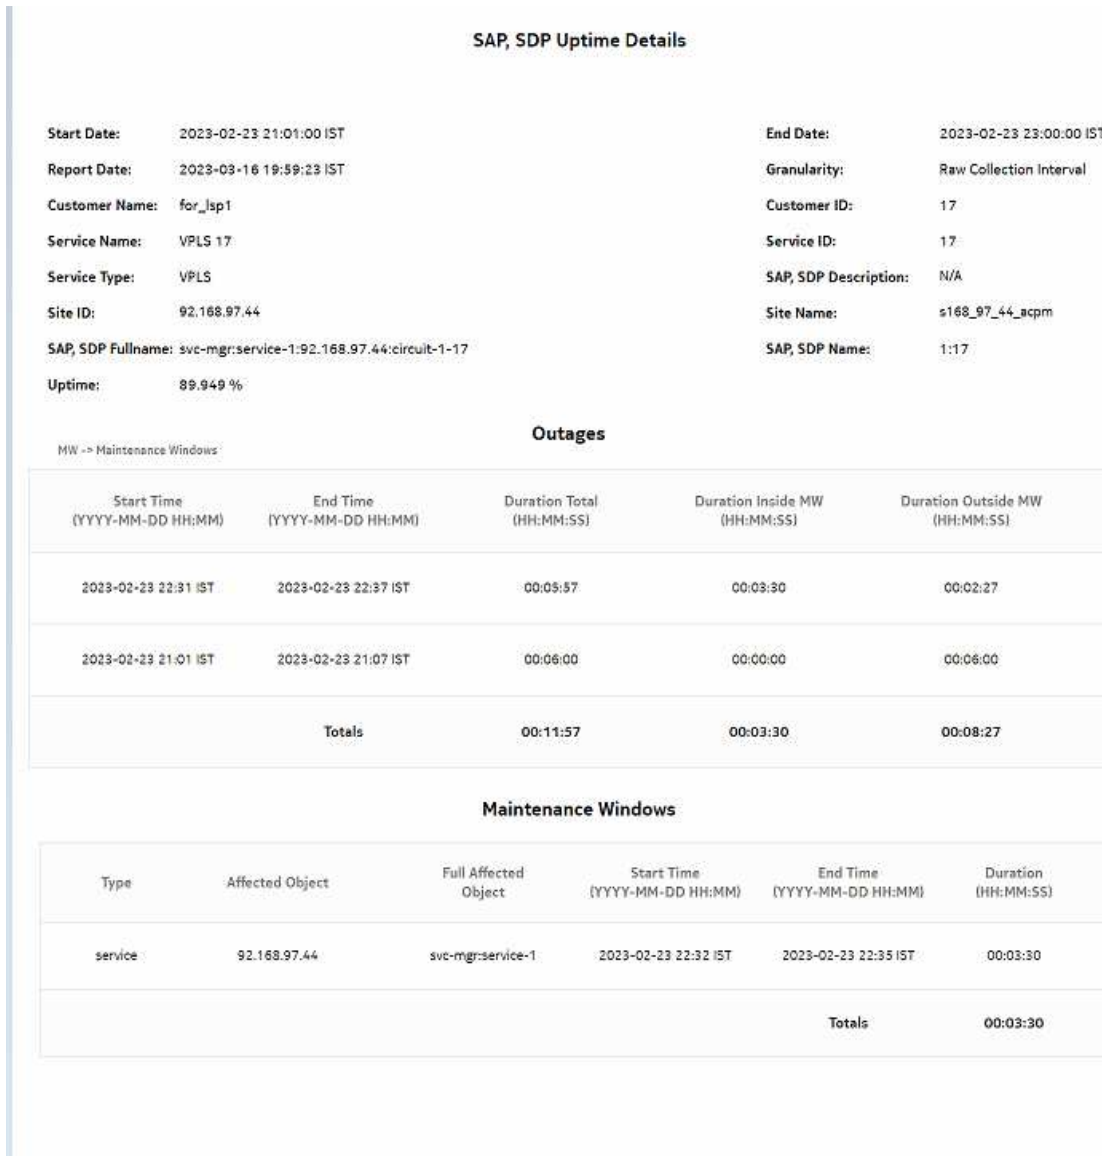 SAP, SDP Uptime Details
Start Date: 2023-02-23 21:01:00 IST End Date: 2023-02-23 23:00:00 IST
Report Date: 2023-03-16 19:59:23 IST Granularity: Raw Collection Interval
Customer Name: for_lsp1 Customer ID: 17
Service Name: VPLS 17 Service ID: 17
Service Type: VPLS SAP, SDP Description: N/A
Site ID: 92.168.97.44 Site Name: s168_97_44_acpm
SAP, SDP Fullname: svc-mgr:service-1:92.168.97.44:circuit-1-17 SAP, SDP Name: 1:17
Uptime: 89.949 %
Outages
MW -> Maintenance Windows
Start Time End Time Duration Total Duration Inside MW Duration Outside MW
(YYYY-MM-DD HH:MM) (YYYY-MM-DD HH:MM) (HH:MM:SS) (HH:MM:SS) (HH:MM:SS)
2023-02-23 22:31 IST 2023-02-23 22:37 IST 00:05:57 00:03:30 00:02:27
2023-02-23 21:01 IST 2023-02-23 21:07 IST 00:06:00 00:00:00 00:06:00
Totals 00:11:57 00:03:30 00:08:27
Maintenance Windows
Type Affected Object Full Affected Object Start Time (YYYY-MM-DD HH:MM) End Time (YYYY-MM-DD HH:MM) Duration (HH:MM:SS)
service 92.168.97.44 svc-mgr:service-1 2023-02-23 22:32 IST 2023-02-23 22:35 IST 00:03:30
Totals 00:03:30